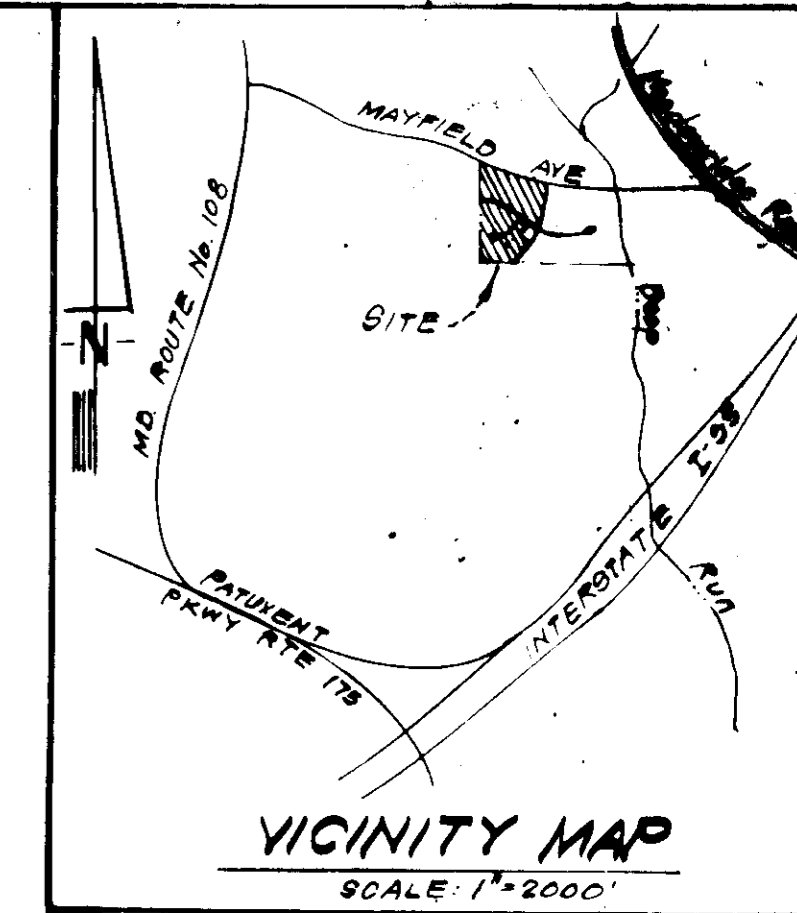 MAYFIELD AVE
MD. ROUTE No. 108
SITE
N
Deep Run
INTERSTATE I-95
PATUXENT
PKWY RTE 175
VICINITY MAP
SCALE: 1"=2000'